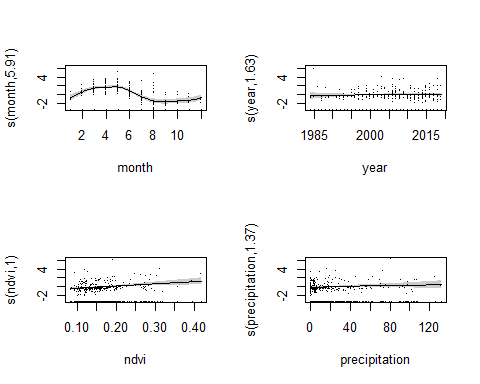 s(month,5.91)
4
-2
2 4 6 8 10
month
s(year,1.63)
4
-2
1985 2000 2015
year
s(ndvi,1)
4
-2
0.10 0.20 0.30 0.40
ndvi
s(precipitation,1.37)
4
-2
0 40 80 120
precipitation